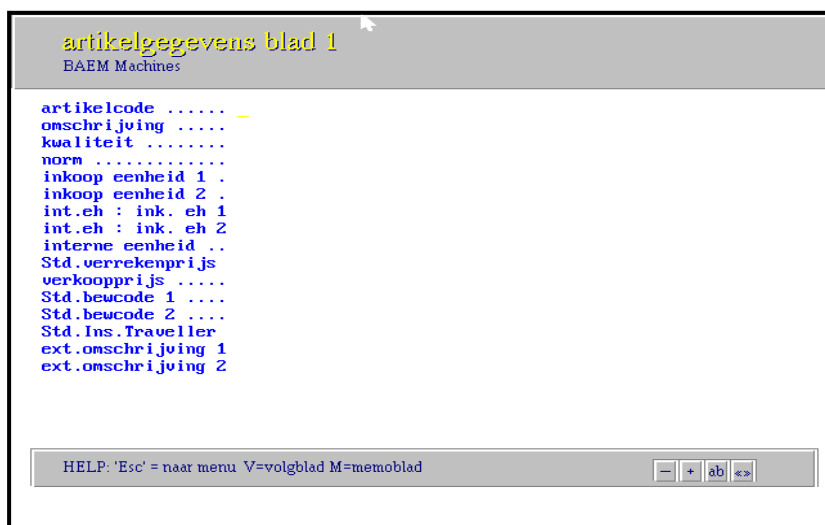 artikelgegevens blad 1
BAEM Machines
artikelcode ......
omschrijving .....
kwaliteit ........
norm .............
inkoop eenheid 1 .
inkoop eenheid 2 .
int.eh : ink. eh 1
int.eh : ink. eh 2
interne eenheid ..
Std.verrekenprijs
verkoopprijs .....
Std.bewcode 1 ....
Std.bewcode 2 ....
Std.Ins.Traveller
ext.omschrijving 1
ext.omschrijving 2
HELP: 'Esc' = naar menu V=volgblad M=memoblad
— + ab «»